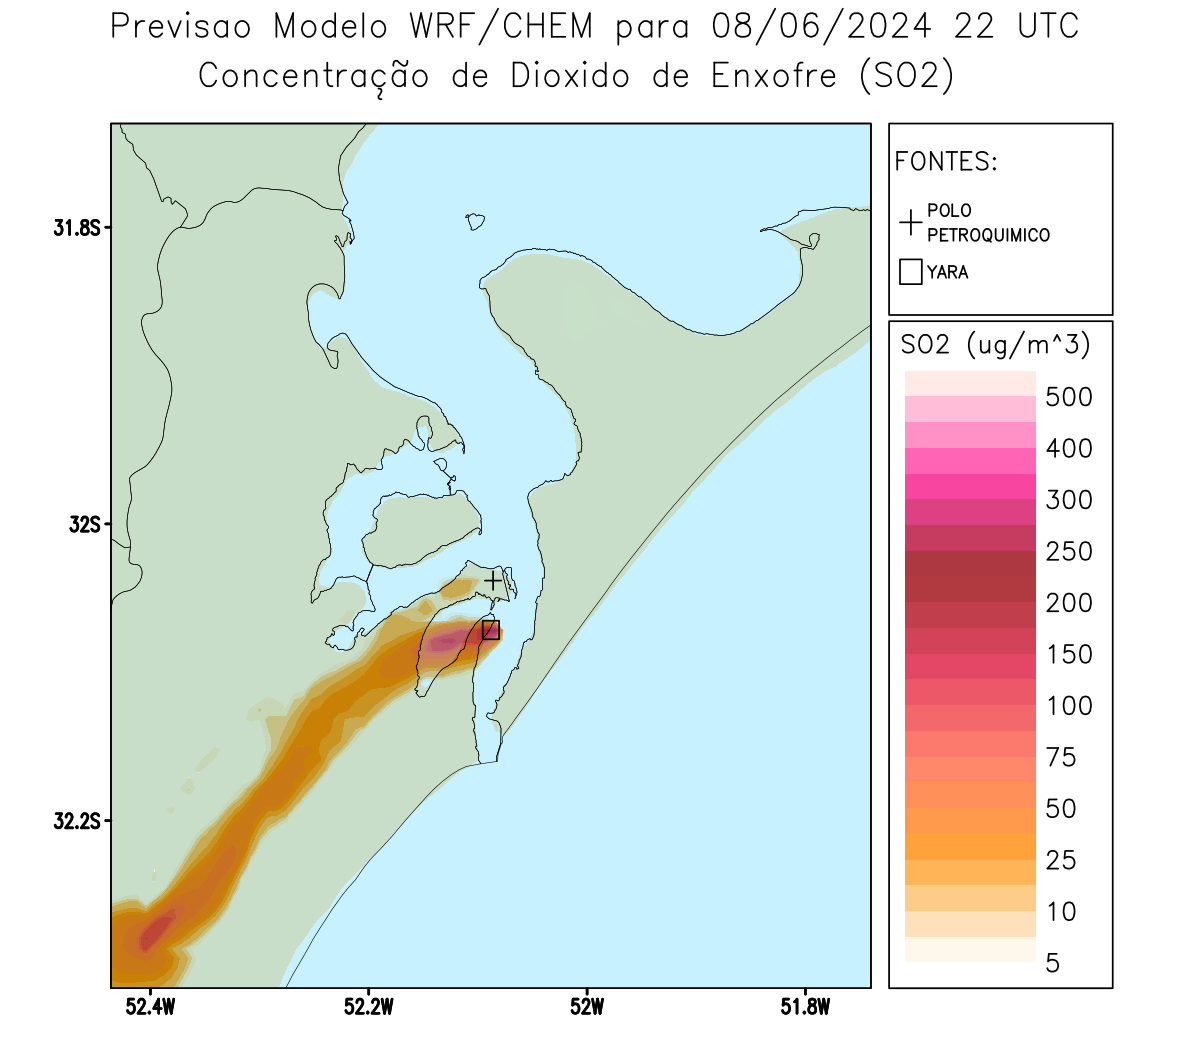 Previsao Modelo WRF/CHEM para 08/06/2024 22 UTC
Concentração de Dioxido de Enxofre (SO2)
FONTES:
POLO
PETROQUIMICO
YARA
SO2 (ug/m^3)
500
400
300
250
200
150
100
75
50
25
10
5
31.8S
32S
32.2S
52.4W
52.2W
52W
51.8W